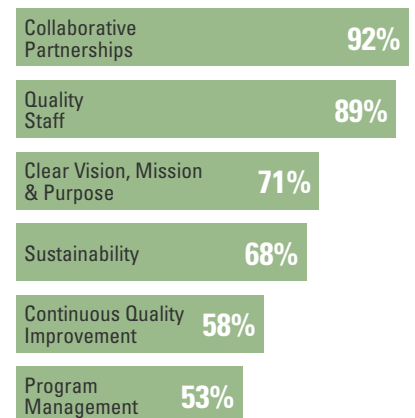 Collaborative
Partnerships
92%
Quality
Staff
89%
Clear Vision, Mission
& Purpose
71%
Sustainability
68%
Continuous Quality
Improvement
58%
Program
Management
53%